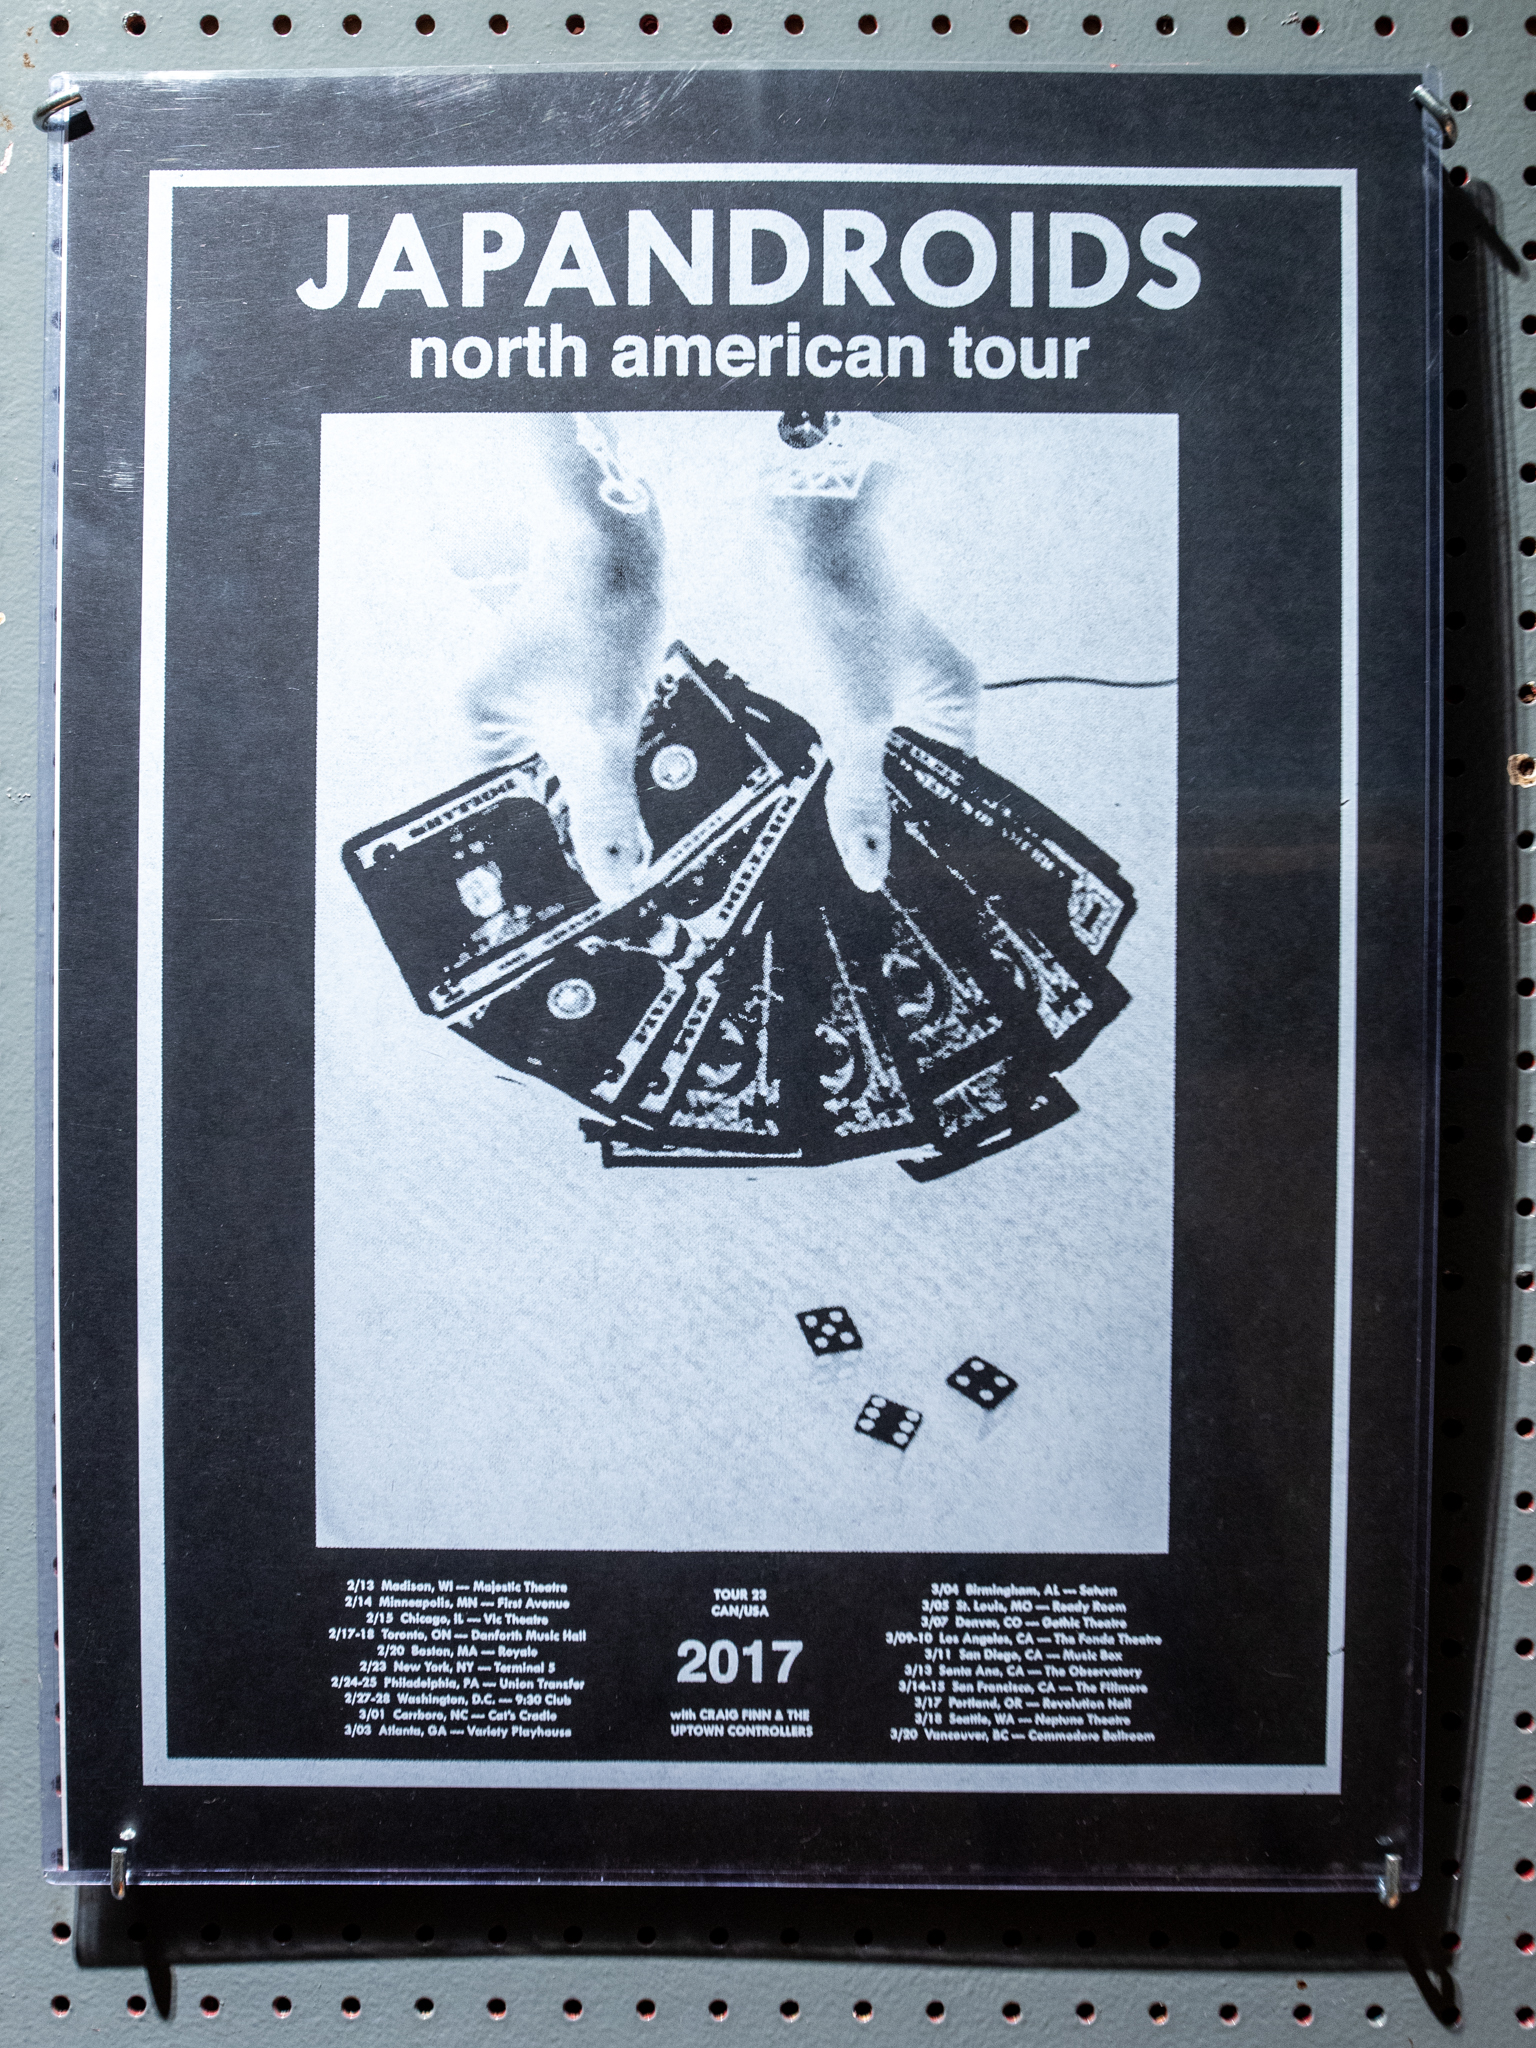 JAPANDROIDS
north american tour
DOLLARS
2/13 Madison, WI — Majestic Theatre
2/14 Minneapolis, MN — First Avenue
2/15 Chicago, IL — Vic Theatre
2/17-18 Toronto, ON — Danforth Music Hall
2/20 Boston, MA — Royale
2/23 New York, NY — Terminal 5
2/24-25 Philadelphia, PA — Union Transfer
2/27-28 Washington, D.C. — 9:30 Club
3/01 Carrboro, NC — Cat's Cradle
3/03 Atlanta, GA — Variety Playhouse
TOUR 23
CAN/USA
2017
with CRAIG FINN & THE
UPTOWN CONTROLLERS
3/04 Birmingham, AL — Saturn
3/05 St. Louis, MO — Ready Room
3/07 Denver, CO — Gothic Theatre
3/09-10 Los Angeles, CA — The Fonda Theatre
3/11 San Diego, CA — Music Box
3/13 Santa Ana, CA — The Observatory
3/14-15 San Francisco, CA — The Fillmore
3/17 Portland, OR — Revolution Hall
3/18 Seattle, WA — Neptune Theatre
3/20 Vancouver, BC — Commodore Ballroom